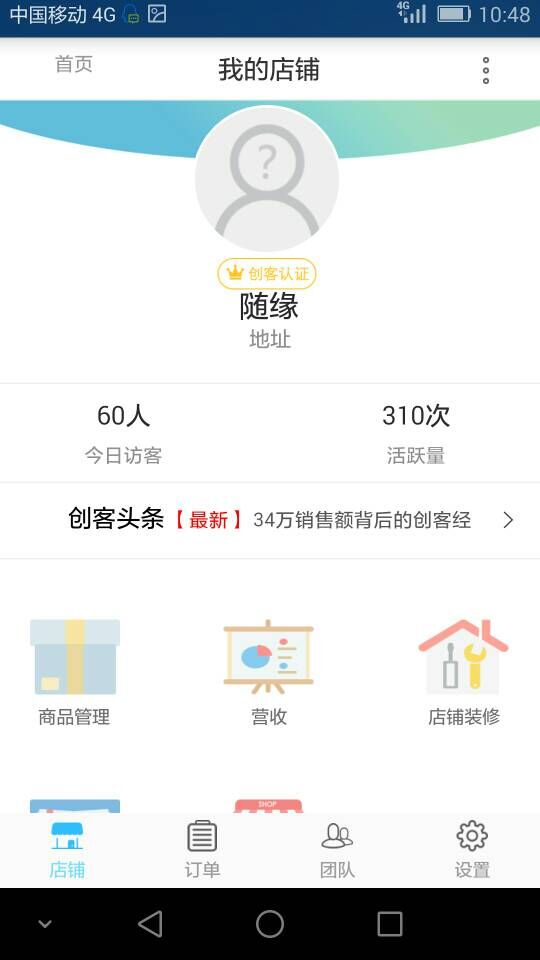 中国移动 4G 4G 10:48
首页 我的店铺
?
创客认证
随缘
地址
60人 310次
今日访客 活跃量
创客头条【 最新 】34万销售额背后的创客经
商品管理 营收 店铺装修
SHOP
店铺 订单 团队 设置